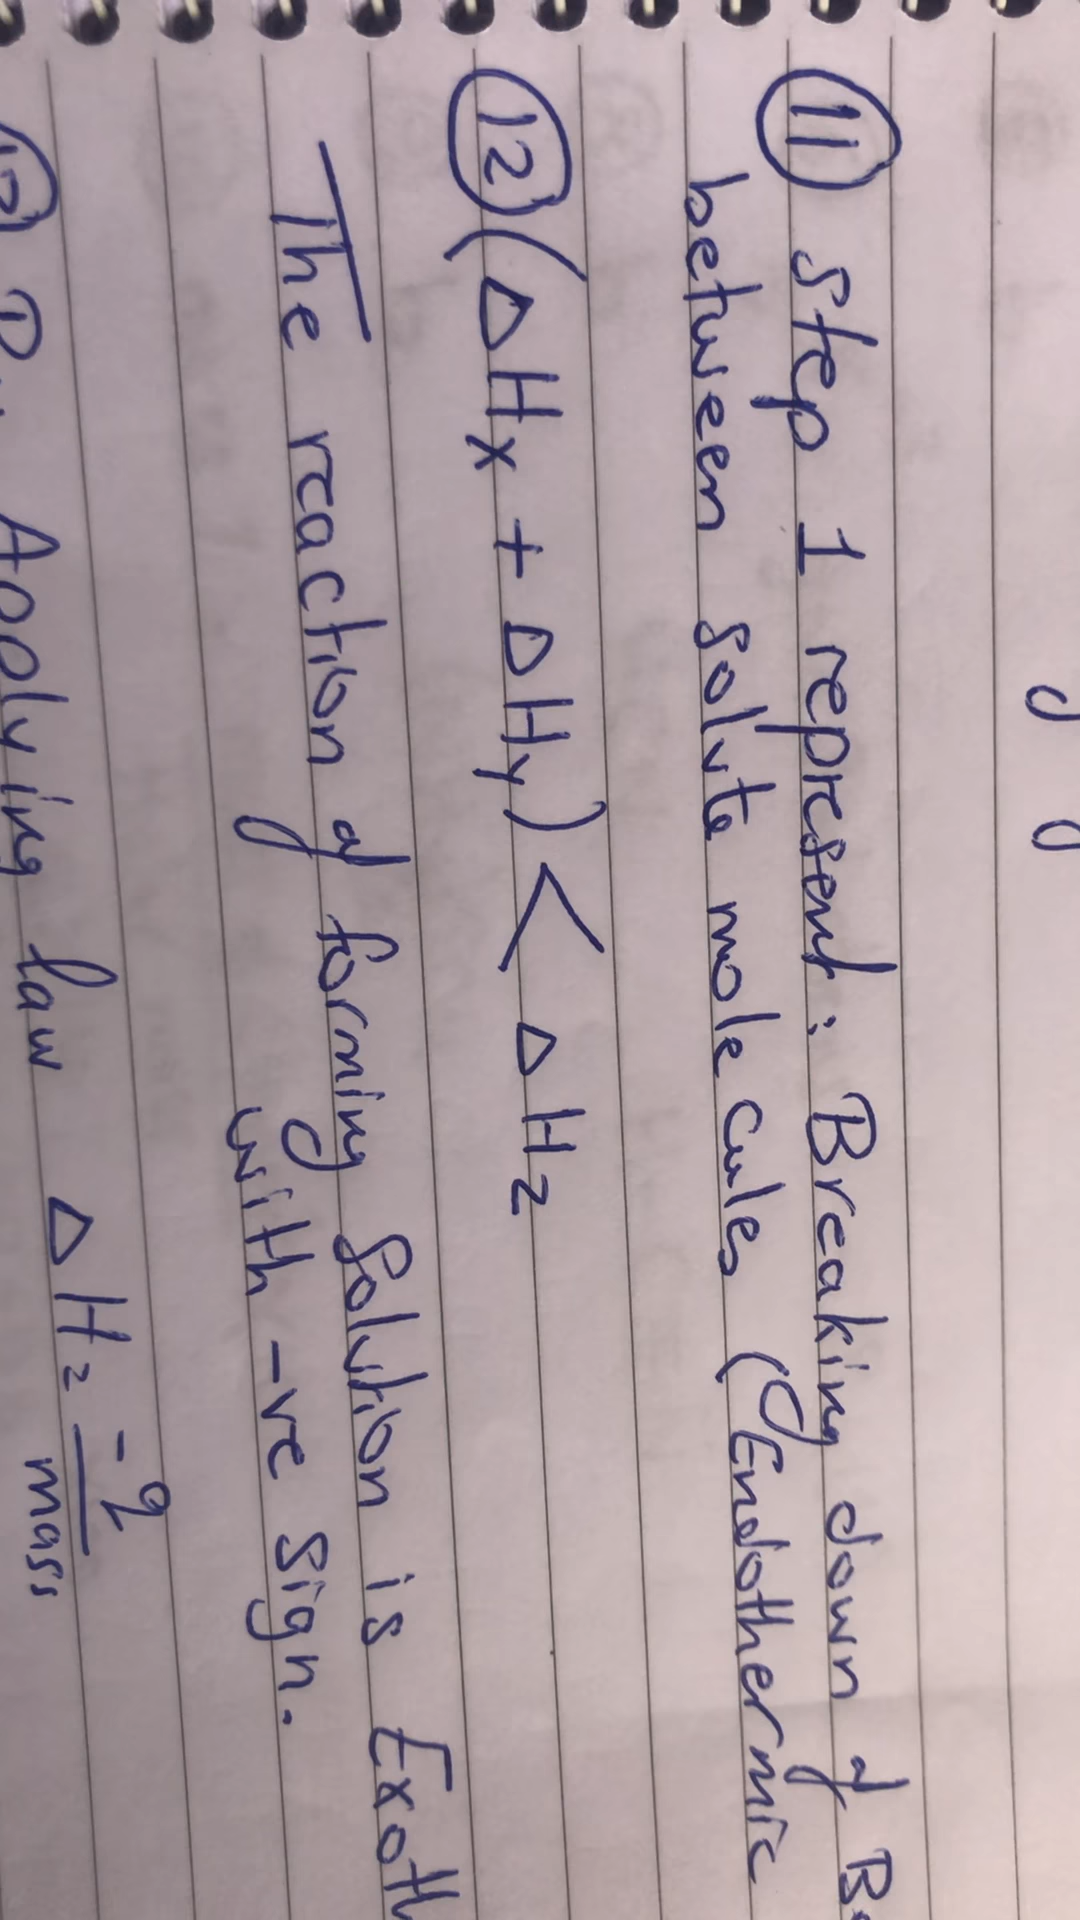 11 Step 1 represent: Breaking down of
between solute molecules (Endothermic
12 (ΔHx + ΔHy) < ΔHz
The reaction of forming Solution is
with -ve sign.
Applying law ΔHz = -q
mass